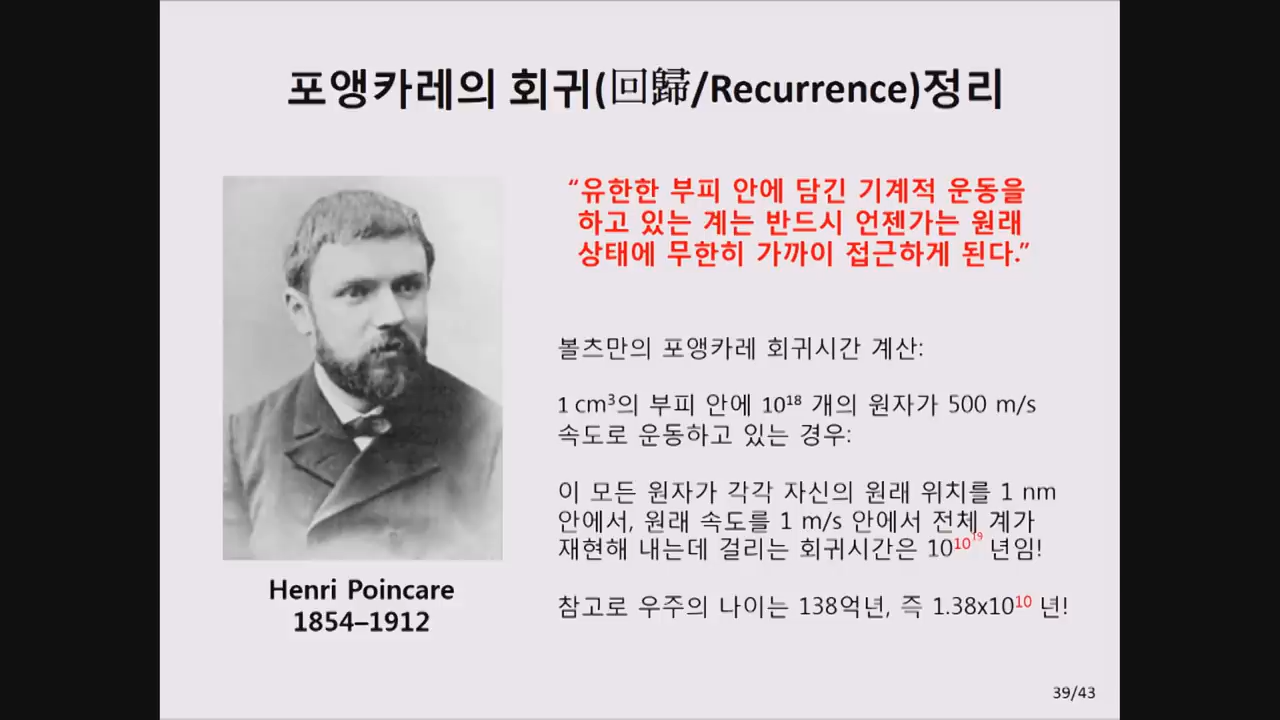 포앵카레의 회귀(回歸/Recurrence)정리
“유한한 부피 안에 담긴 기계적 운동을
하고 있는 계는 반드시 언젠가는 원래
상태에 무한히 가까이 접근하게 된다.”
볼츠만의 포앵카레 회귀시간 계산:
1 cm³의 부피 안에 10¹⁸ 개의 원자가 500 m/s
속도로 운동하고 있는 경우:
이 모든 원자가 각각 자신의 원래 위치를 1 nm
안에서, 원래 속도를 1 m/s 안에서 전체 계가
재현해 내는데 걸리는 회귀시간은 10^10^19 년임!
참고로 우주의 나이는 138억년, 즉 1.38x10¹⁰ 년!
Henri Poincare
1854–1912
39/43